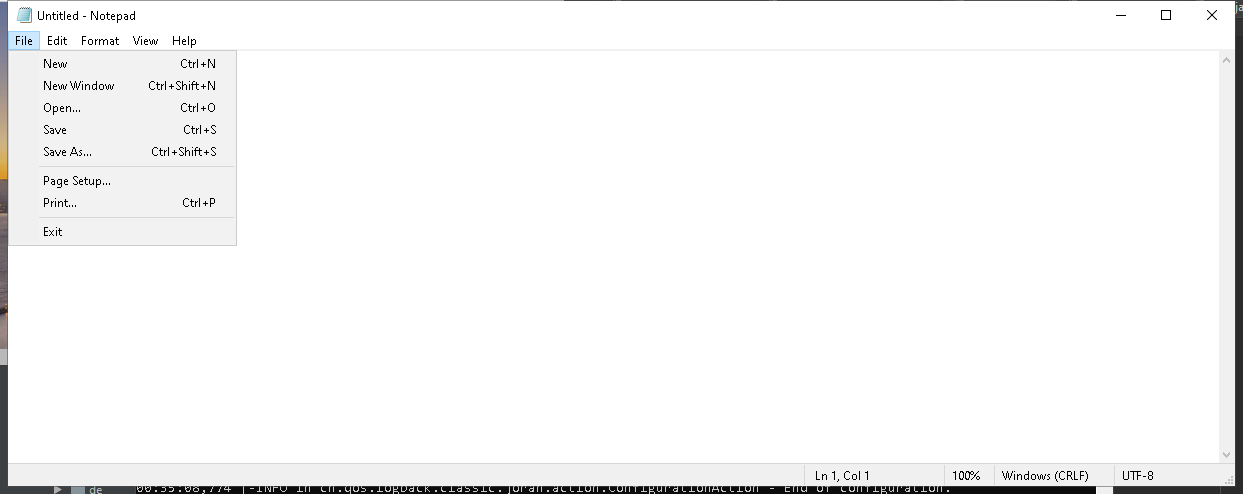 Untitled - Notepad
File Edit Format View Help
New Ctrl+N
New Window Ctrl+Shift+N
Open... Ctrl+O
Save Ctrl+S
Save As... Ctrl+Shift+S
Page Setup...
Print... Ctrl+P
Exit
Ln 1, Col 1 100% Windows (CRLF) UTF-8
de 00:35:08,774 |-INFO in ch.qos.logback.classic.joran.action.ConfigurationAction - End of configuration.